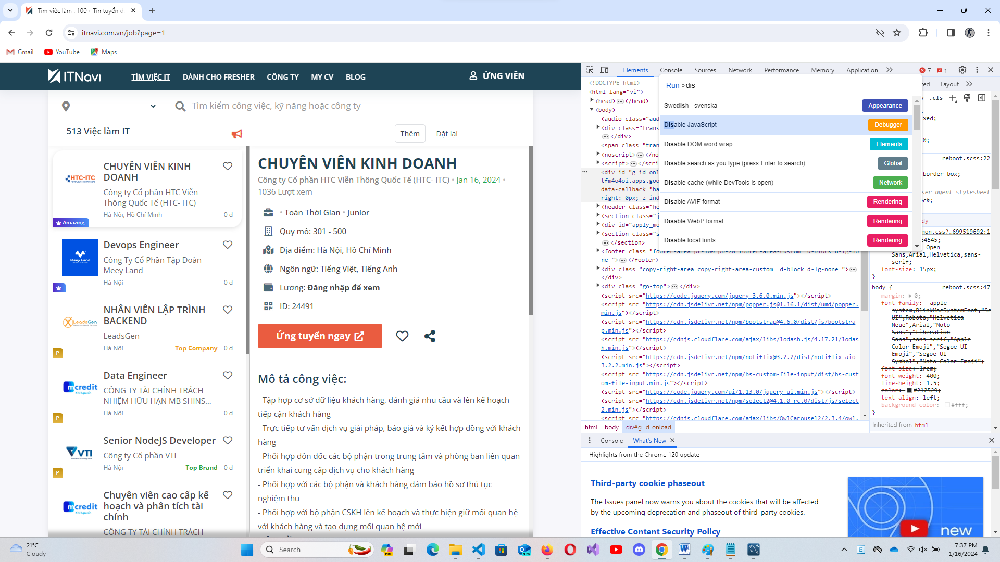 Tìm việc làm , 100+ Tin tuyển d
itnavi.com.vn/job?page=1
Gmail
YouTube
Maps
ITNavi
TÌM VIỆC IT
DÀNH CHO FRESHER
CÔNG TY
MY CV
BLOG
ỨNG VIÊN
Tìm kiếm công việc, kỹ năng hoặc công ty
513 Việc làm IT
Thêm
Đặt lại
HTC-ITC
CHUYÊN VIÊN KINH
DOANH
Công ty Cổ phần HTC Viễn
Thông Quốc Tế (HTC- ITC)
Hà Nội, Hồ Chí Minh
0 d
Amazing
Meey Land
Devops Engineer
Công Ty Cổ Phần Tập Đoàn
Meey Land
Hà Nội
0 d
LeadsGen
NHÂN VIÊN LẬP TRÌNH
BACKEND
LeadsGen
Hà Nội
Top Company
0 d
P
mcredit
Khi bạn cần
Data Engineer
CÔNG TY TÀI CHÍNH TRÁCH
NHIỆM HỮU HẠN MB SHINS...
Hà Nội
0 d
P
VTI
Senior NodeJS Developer
Công ty Cổ phần VTI
Hà Nội
Top Brand
0 d
P
mcredit
Khi bạn cần
Chuyên viên cao cấp kế
hoạch và phân tích tài
chính
CÔNG TY TÀI CHÍNH TRÁCH
CHUYÊN VIÊN KINH DOANH
Công ty Cổ phần HTC Viễn Thông Quốc Tế (HTC- ITC) • Jan 16, 2024 •
1036 Lượt xem
• Toàn Thời Gian • Junior
Quy mô: 301 - 500
Địa điểm: Hà Nội, Hồ Chí Minh
Ngôn ngữ: Tiếng Việt, Tiếng Anh
Lương: Đăng nhập để xem
ID: 24491
Ứng tuyển ngay
Mô tả công việc:
- Tập hợp cơ sở dữ liệu khách hàng, đánh giá nhu cầu và lên kế hoạch
tiếp cận khách hàng
- Trực tiếp tư vấn dịch vụ giải pháp, báo giá và ký kết hợp đồng với khách
hàng
- Phối hợp đôn đốc các bộ phận trong trung tâm và phòng ban liên quan
triển khai cung cấp dịch vụ cho khách hàng
- Phối hợp với các bộ phận và khách hàng đảm bảo hồ sơ thủ tục
nghiệm thu
- Phối hợp với bộ phận CSKH lên kế hoạch và thực hiện giữ mối quan hệ
với khách hàng và tạo dựng mối quan hệ mới
Elements
Console
Sources
Network
Performance
Memory
Application
7
1
Run >dis
Swedish - svenska
Appearance
Disable JavaScript
Debugger
Disable DOM word wrap
Elements
Disable search as you type (press Enter to search)
Global
Disable cache (while DevTools is open)
Network
Disable AVIF format
Rendering
Disable WebP format
Rendering
Disable local fonts
Rendering
<!DOCTYPE html>
<html lang="vi">
<head>…</head>
<body>
<audio class="aud
<div class="trans
…</div>
<span class="tran
<noscript>…</no
<script>…</scrip
<div id="g_id_onl
tfm4o4oi.apps.goo
data-callback="ha
right: 0px; z-ind
<header class="he
<section class="j
<div id="apply_mo
<section class="s
…</section>
<footer class="footer-area pt-100 pb-70 footer-area-custom  d-block d-lg-no
ne ">…</footer>
<div class="copy-right-area copy-right-area-custom  d-block d-lg-none ">…
</div>
<div class="go-top">…</div>
<script src="https://code.jquery.com/jquery-3.6.0.min.js"></script>
<script src="https://cdn.jsdelivr.net/npm/popper.js@1.16.1/dist/umd/popper.
min.js"></script>
<script src="https://cdn.jsdelivr.net/npm/bootstrap@4.6.0/dist/js/bootstra
p.min.js"></script>
<script src="https://cdnjs.cloudflare.com/ajax/libs/lodash.js/4.17.21/lodas
h.min.js"></script>
<script src="https://cdn.jsdelivr.net/npm/notiflix@3.2.2/dist/notiflix-aio-
3.2.2.min.js"></script>
<script src="https://cdn.jsdelivr.net/npm/bs-custom-file-input/dist/bs-cust
om-file-input.min.js"></script>
<script src="https://code.jquery.com/ui/1.13.0/jquery-ui.min.js"></script>
<script src="https://cdn.jsdelivr.net/npm/select2@4.1.0-rc.0/dist/js/select
2.min.js"></script>
<script src="https://cdnjs.cloudflare.com/ajax/libs/OwlCarousel2/2.3.4/owl.
html
body
div#g_id_onload
ted
Layout
.cls
{
xed;
0;
_reboot.scss:22
border-box;
ser agent stylesheet
ck;
dy
mon.css?…699519692:1
54545;
Open
Sans,Arial,Helvetica,sans-
serif;
font-size: 15px;
}
body {
_reboot.scss:47
margin: 0;
font-family: -apple-
system,BlinkMacSystemFont,"Se
UI",Roboto,"Helvetica
Neue",Arial,"Noto
Sans","Liberation
Sans",sans-serif,"Apple
Color Emoji","Segoe UI
Emoji","Segoe UI
Symbol","Noto Color Emoji";
font-size: 1rem;
font-weight: 400;
line-height: 1.5;
color: #212529;
text-align: left;
background-color: #fff;
}
Inherited from html
Console
What's New
Highlights from the Chrome 120 update
Third-party cookie phaseout
The Issues panel now warns you about the cookies that will be affected
by the upcoming deprecation and phaseout of third-party cookies.
Effective Content Security Policy
new
21°C
Cloudy
Search
PRE
NEW
7:37 PM
1/16/2024